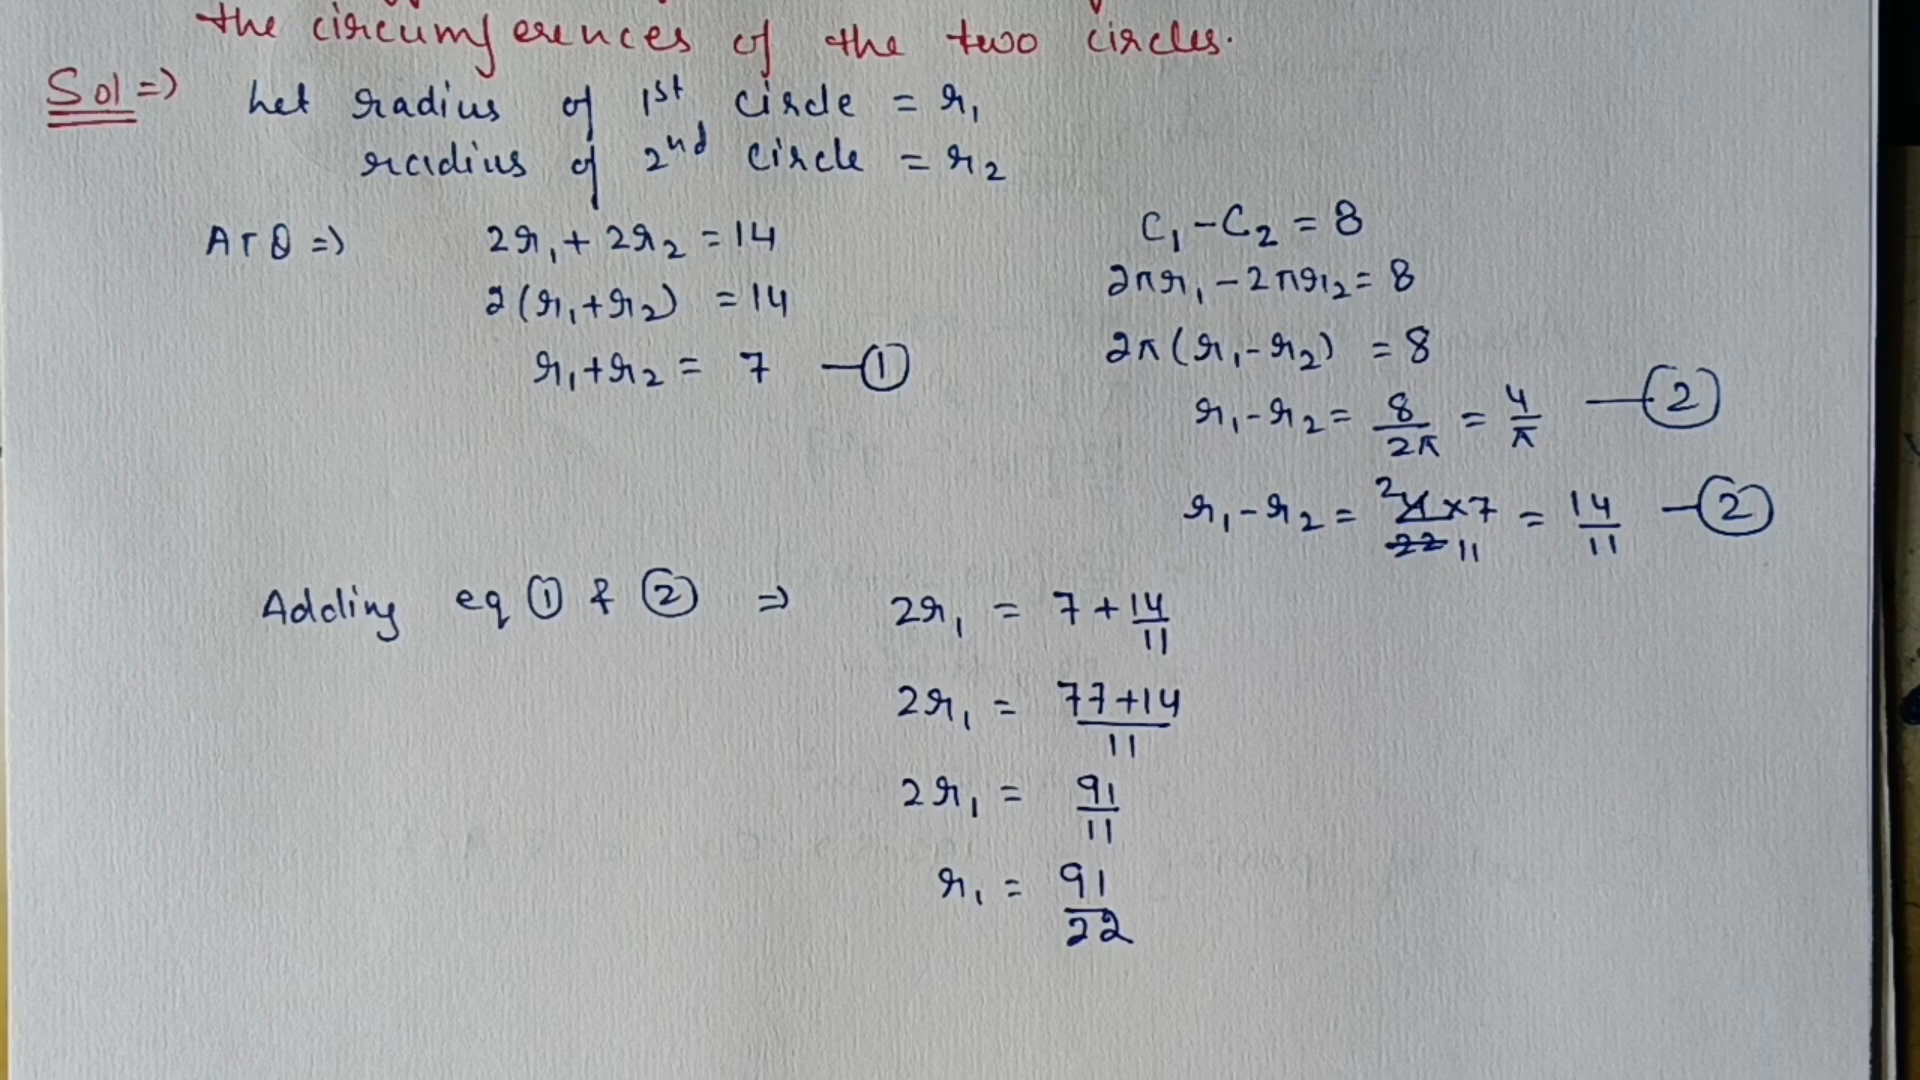 the circumferences of the two circles.
Sol => Let radius of 1st circle = r₁
radius of 2nd circle = r₂
ATQ => 2r₁ + 2r₂ = 14
2(r₁+r₂) = 14
r₁+r₂ = 7 —①
C₁-C₂ = 8
2πr₁ - 2πr₂ = 8
2π(r₁-r₂) = 8
r₁-r₂ = 8/2π = 4/π —②
r₁-r₂ = 2 4×7/22 11 = 14/11 —②
Adding eq ① & ② => 2r₁ = 7 + 14/11
2r₁ = 77+14/11
2r₁ = 91/11
r₁ = 91/22